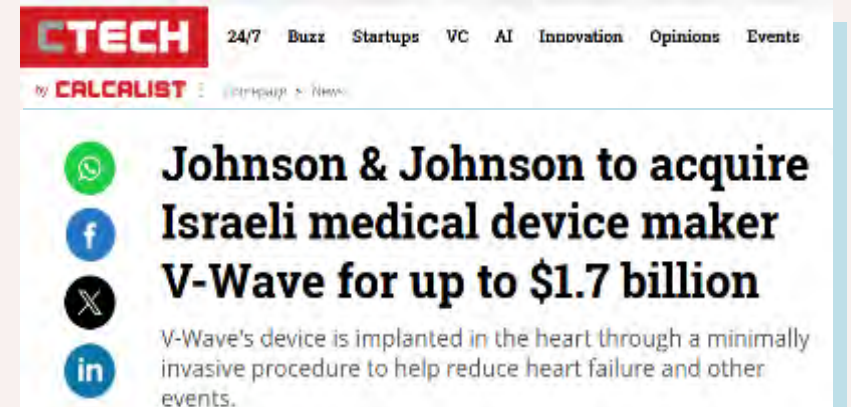 CTECH 24/7 Buzz Startups VC AI Innovation Opinions Events
by CALCALIST Homepage > News
Johnson & Johnson to acquire
Israeli medical device maker
V-Wave for up to $1.7 billion
V-Wave's device is implanted in the heart through a minimally
invasive procedure to help reduce heart failure and other
events.